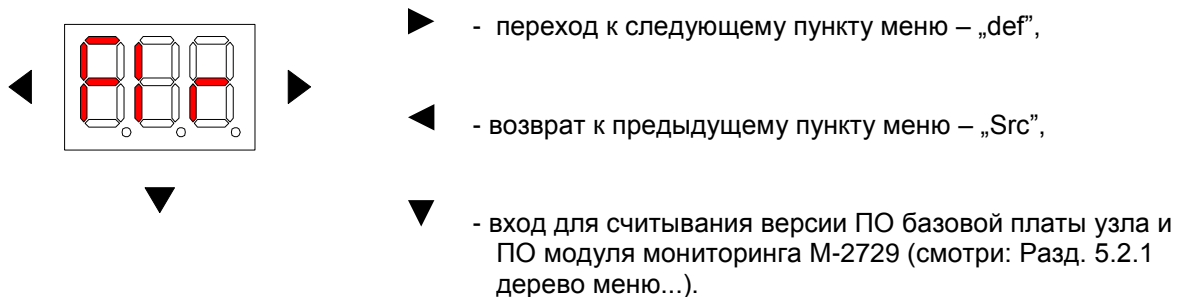 FIr
- переход к следующему пункту меню – „def”,
- возврат к предыдущему пункту меню – „Src”,
- вход для считывания версии ПО базовой платы узла и
ПО модуля мониторинга М-2729 (смотри: Разд. 5.2.1
дерево меню...).